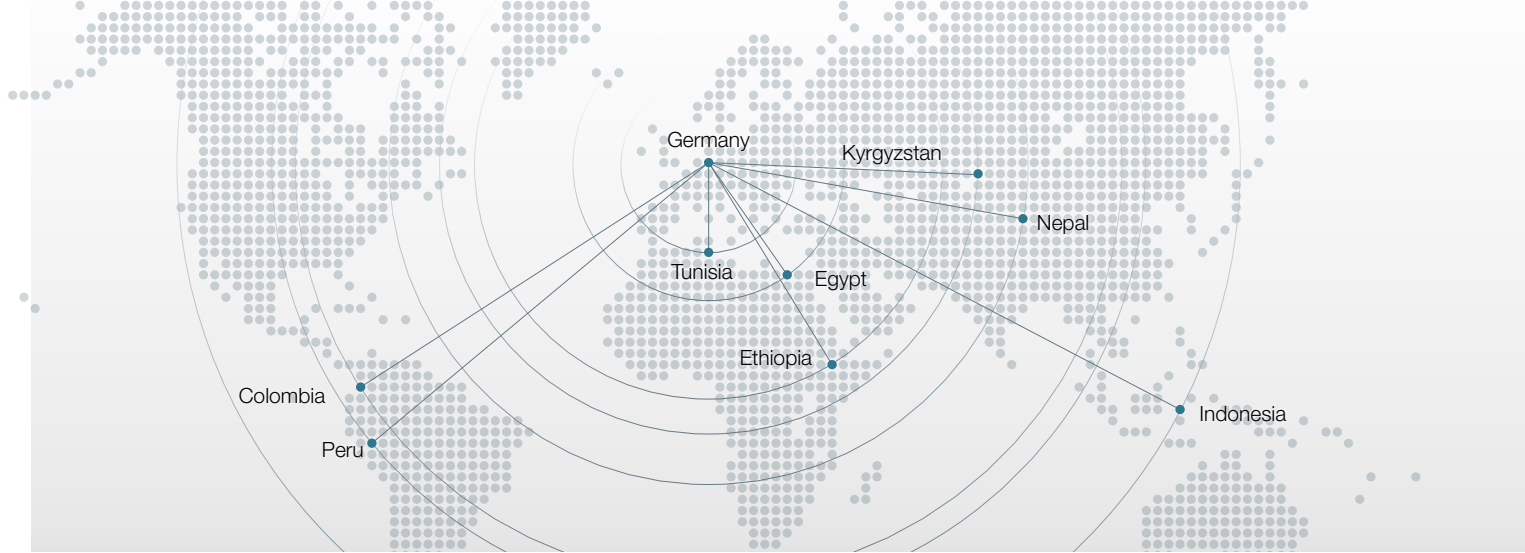 Germany
Kyrgyzstan
Nepal
Tunisia
Egypt
Ethiopia
Colombia
Indonesia
Peru